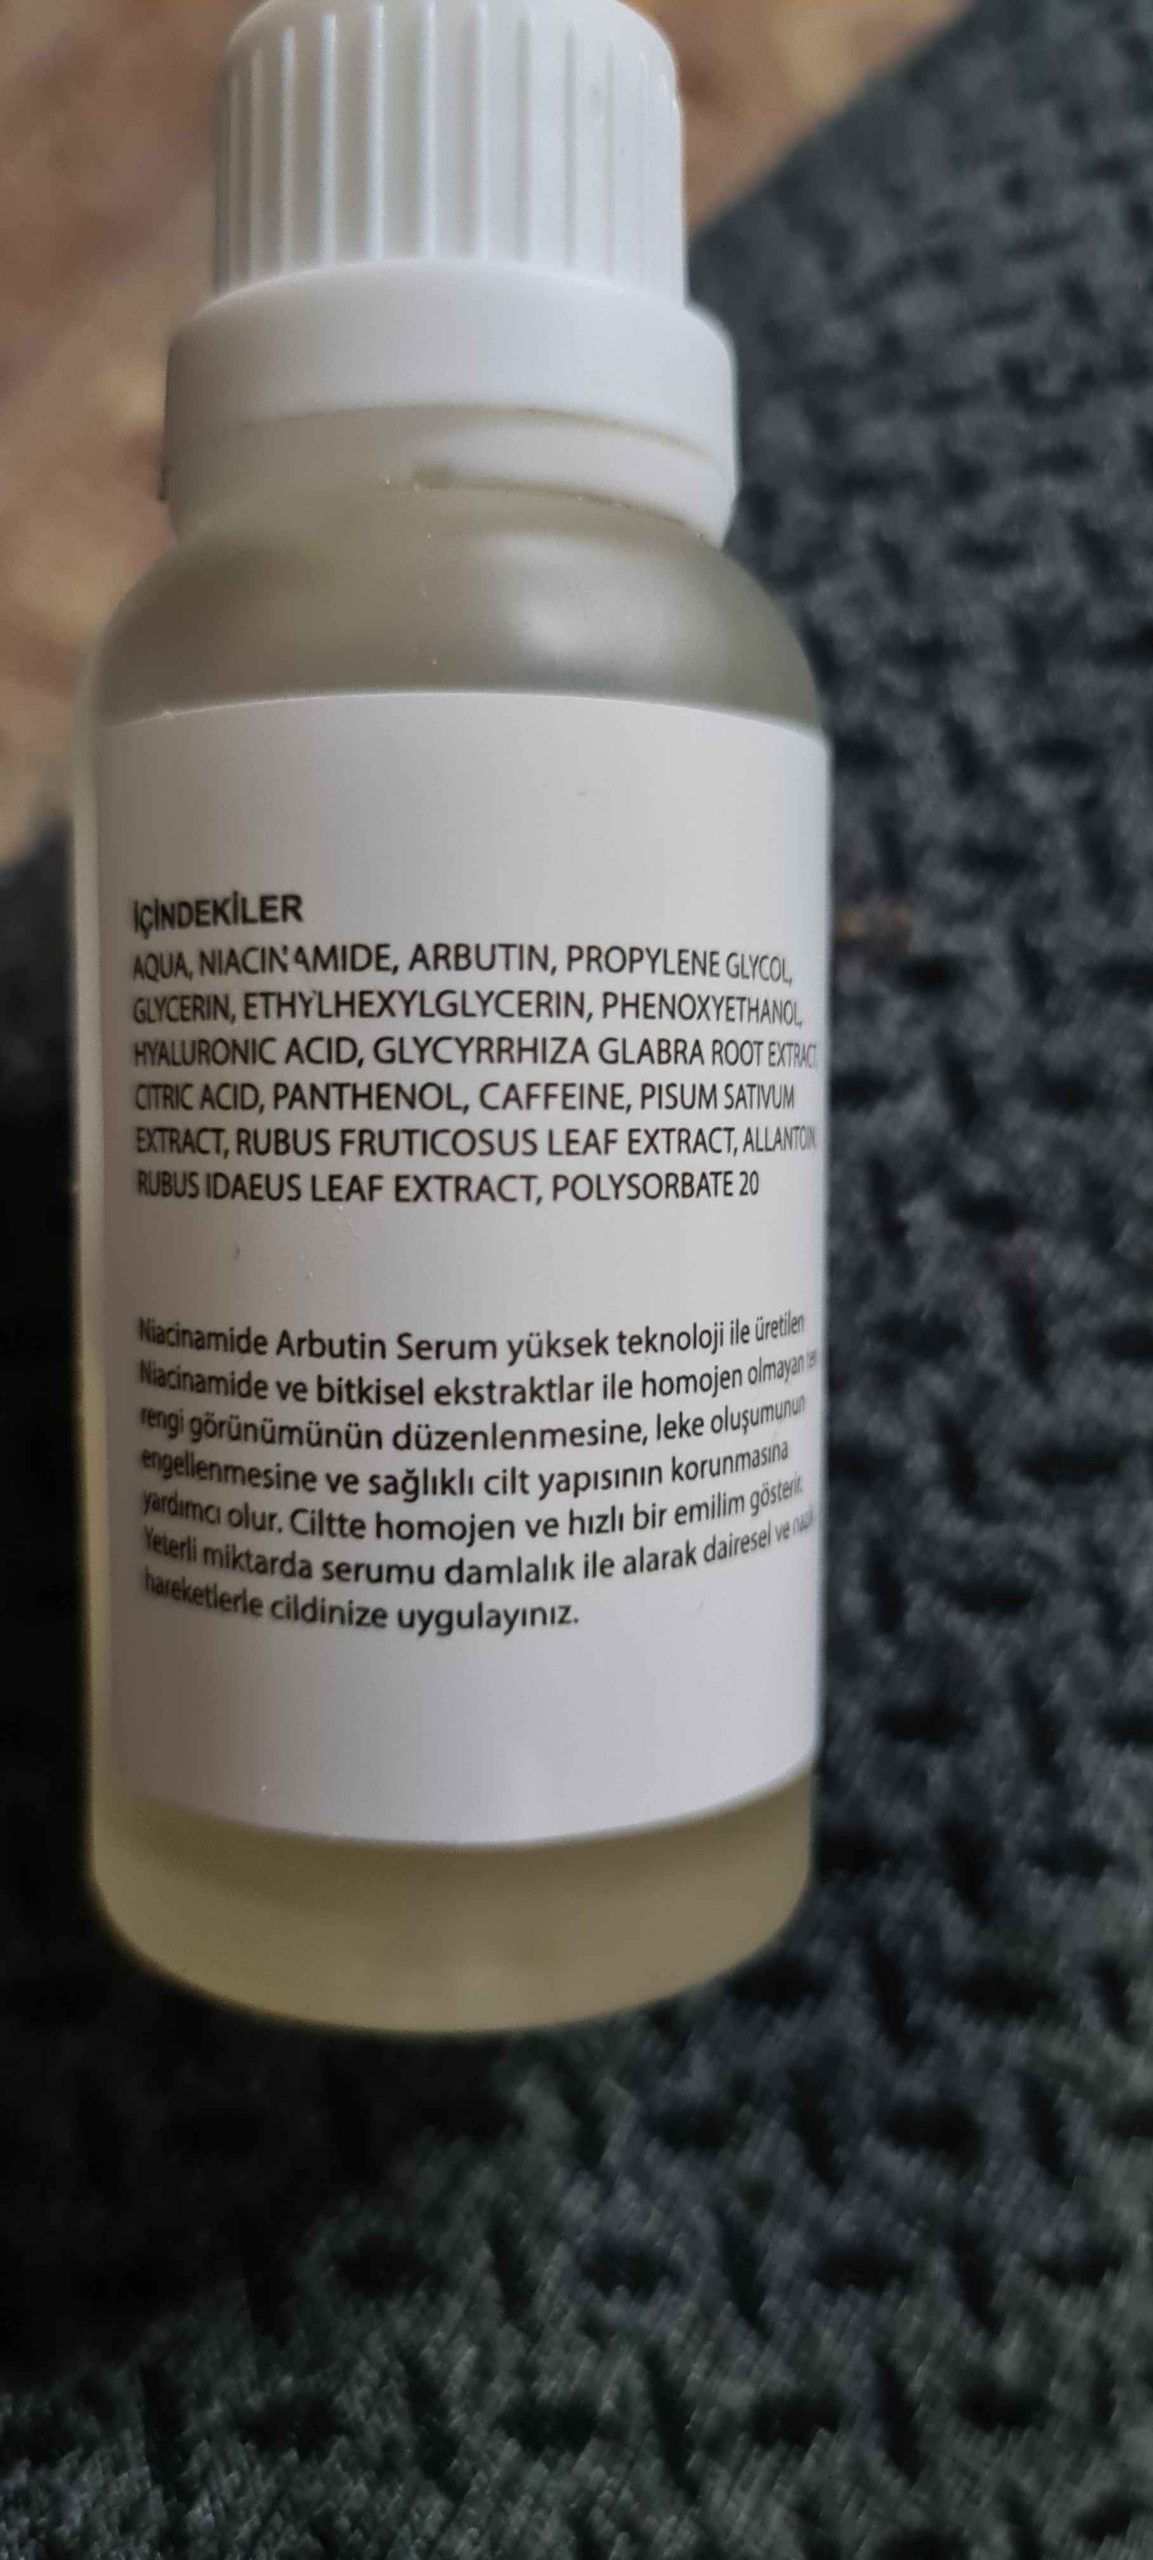 İÇİNDEKİLER
AQUA, NIACINAMIDE, ARBUTIN, PROPYLENE GLYCOL,
GLYCERIN, ETHYLHEXYLGLYCERIN, PHENOXYETHANOL,
HYALURONIC ACID, GLYCYRRHIZA GLABRA ROOT EXTRACT
CITRIC ACID, PANTHENOL, CAFFEINE, PISUM SATIVUM
EXTRACT, RUBUS FRUTICOSUS LEAF EXTRACT, ALLANTOIN
RUBUS IDAEUS LEAF EXTRACT, POLYSORBATE 20
Niacinamide Arbutin Serum yüksek teknoloji ile üretilen
Niacinamide ve bitkisel ekstraktlar ile homojen olmayan
rengi görünümünün düzenlenmesine, leke oluşumunun
engellenmesine ve sağlıklı cilt yapısının korunmasına
yardımcı olur. Ciltte homojen ve hızlı bir emilim gösterir.
Yeterli miktarda serumu damlalık ile alarak dairesel ve
hareketlerle cildinize uygulayınız.